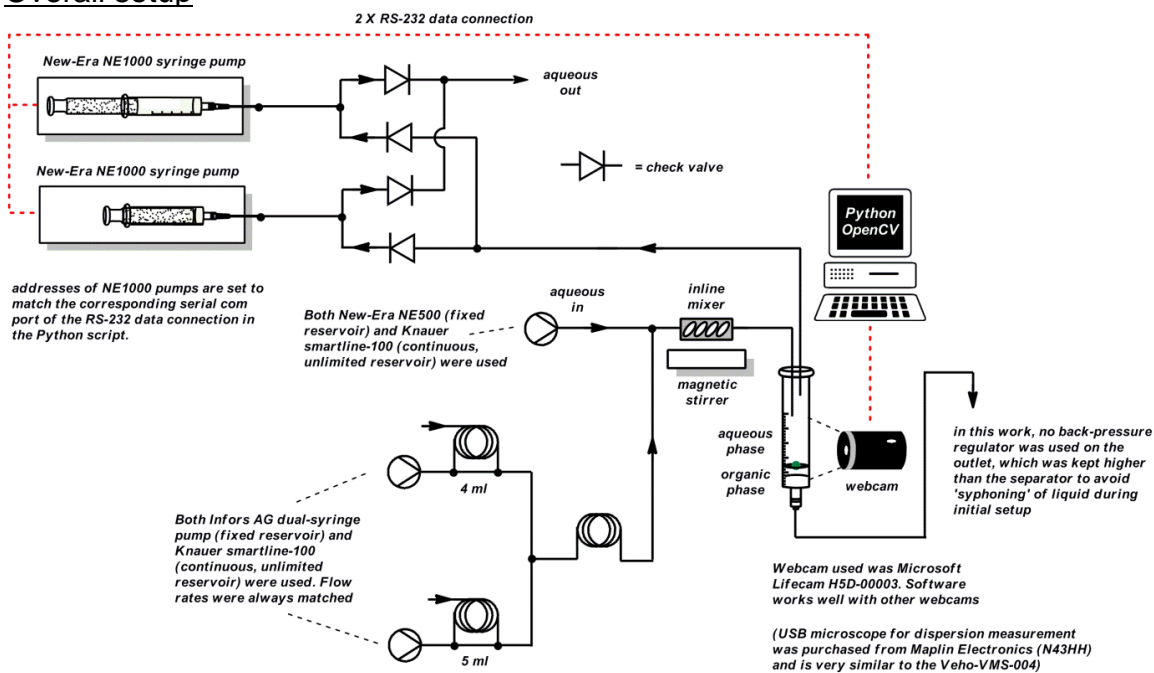 Overall setup
2 X RS-232 data connection
New-Era NE1000 syringe pump
aqueous
out
New-Era NE1000 syringe pump
= check valve
Python
OpenCV
addresses of NE1000 pumps are set to
match the corresponding serial com
port of the RS-232 data connection in
the Python script.
Both New-Era NE500 (fixed
reservoir) and Knauer
smartline-100 (continuous,
unlimited reservoir) were used
aqueous
in
inline
mixer
magnetic
stirrer
aqueous
phase
organic
phase
webcam
in this work, no back-pressure
regulator was used on the
outlet, which was kept higher
than the separator to avoid
'syphoning' of liquid during
initial setup
4 ml
Both Infors AG dual-syringe
pump (fixed reservoir) and
Knauer smartline-100
(continuous, unlimited
reservoir) were used. Flow
rates were always matched
5 ml
Webcam used was Microsoft
Lifecam H5D-00003. Software
works well with other webcams
(USB microscope for dispersion measurement
was purchased from Maplin Electronics (N43HH)
and is very similar to the Veho-VMS-004)